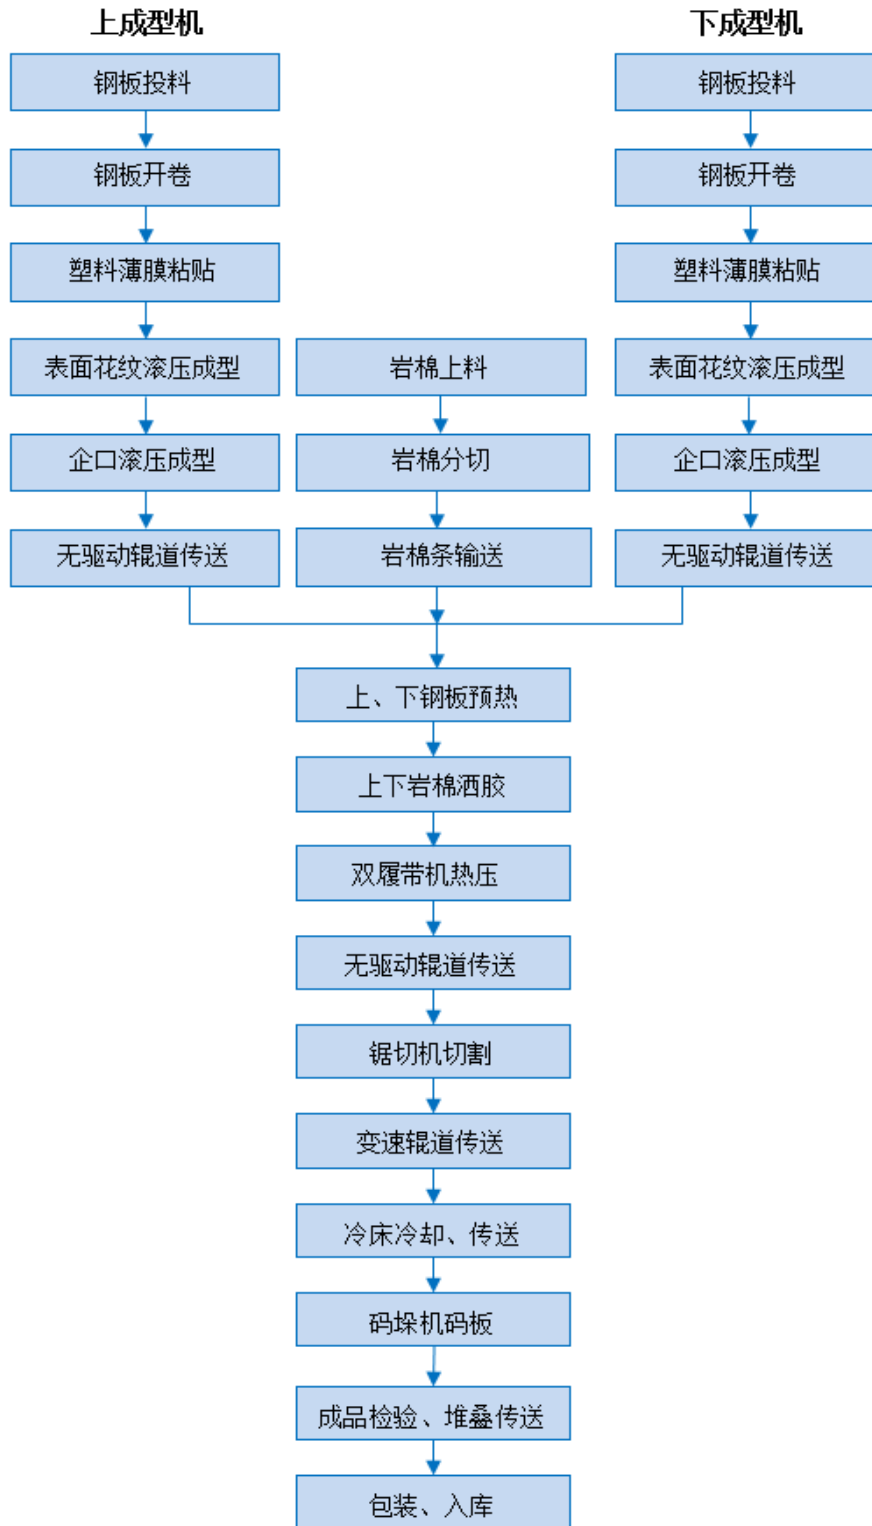 上成型机
下成型机
钢板投料
钢板投料
钢板开卷
钢板开卷
塑料薄膜粘贴
塑料薄膜粘贴
表面花纹滚压成型
岩棉上料
表面花纹滚压成型
企口滚压成型
岩棉分切
企口滚压成型
无驱动辊道传送
岩棉条输送
无驱动辊道传送
上、下钢板预热
上下岩棉洒胶
双履带机热压
无驱动辊道传送
锯切机切割
变速辊道传送
冷床冷却、传送
码垛机码板
成品检验、堆叠传送
包装、入库